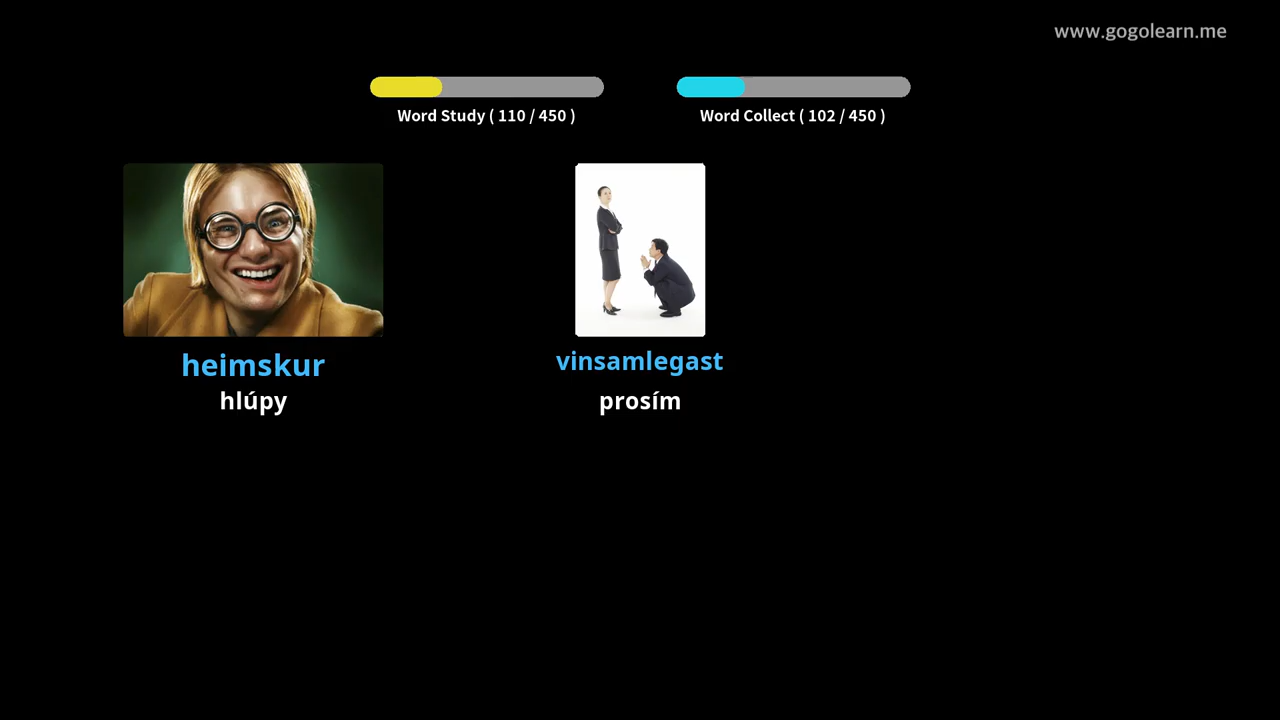 www.gogolearn.me
Word Study ( 110 / 450 )
Word Collect ( 102 / 450 )
heimskur
hlúpy
vinsamlegast
prosím